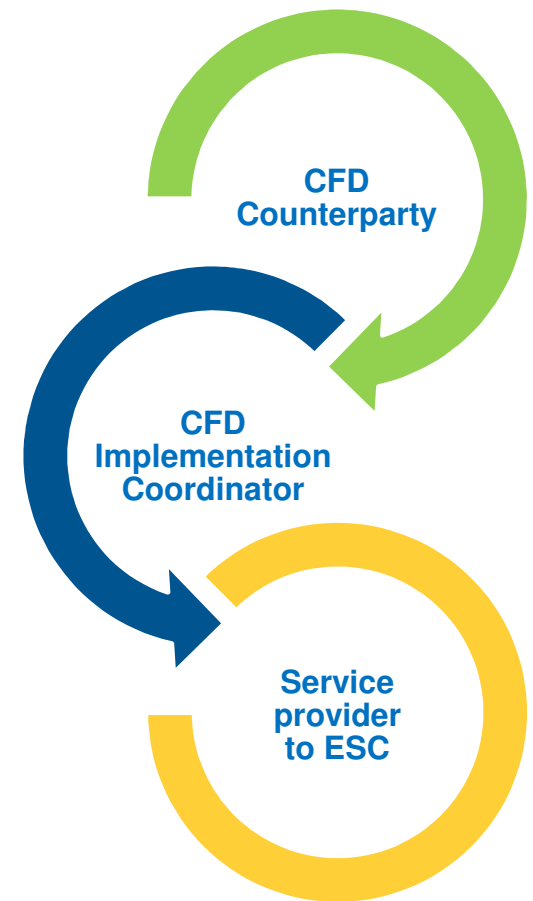 CFD
Counterparty
CFD
Implementation
Coordinator
Service
provider
to ESC